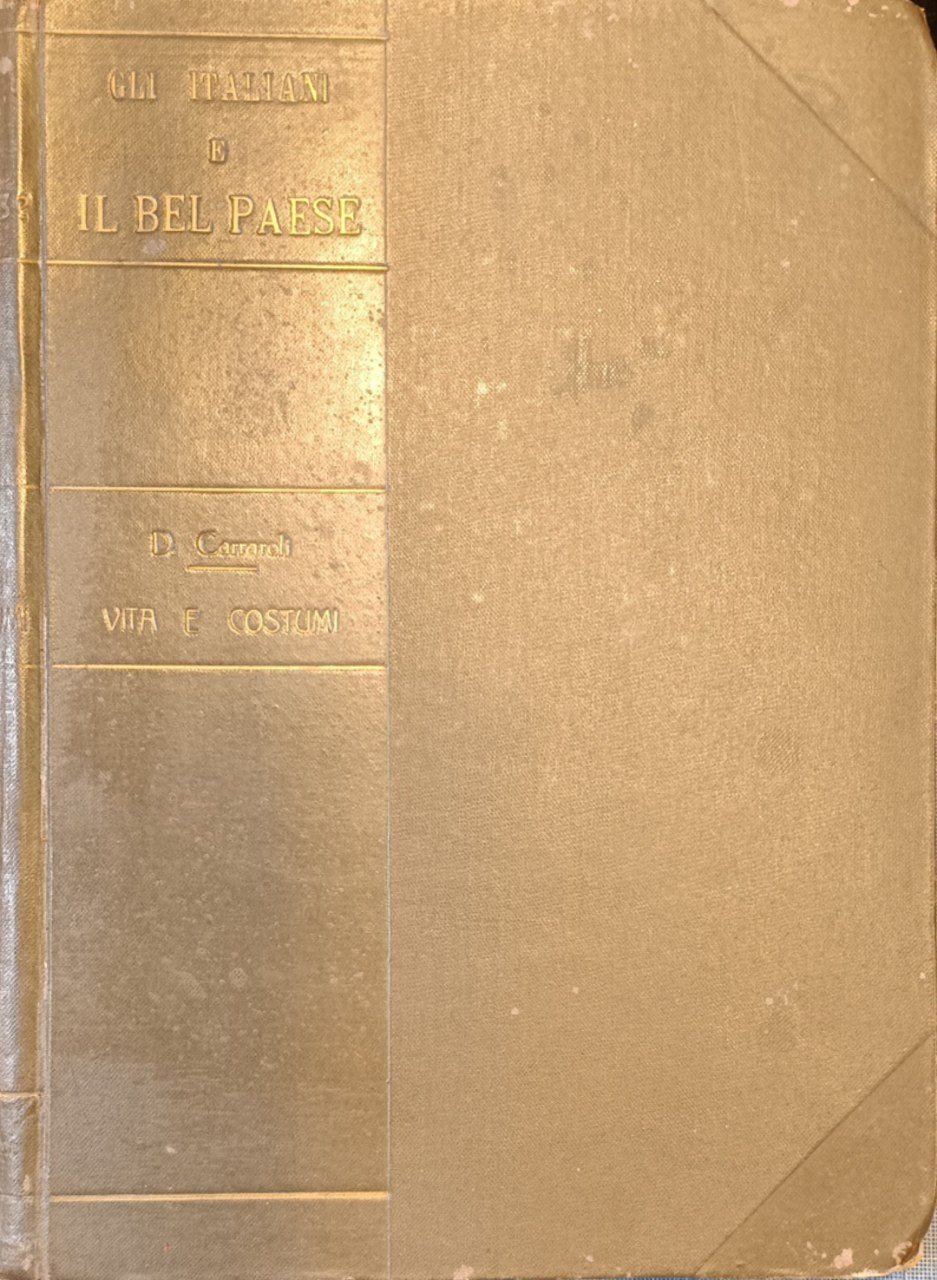 GLI ITALIANI
E
IL BEL PAESE
D. Carraroli
VITA E COSTUMI